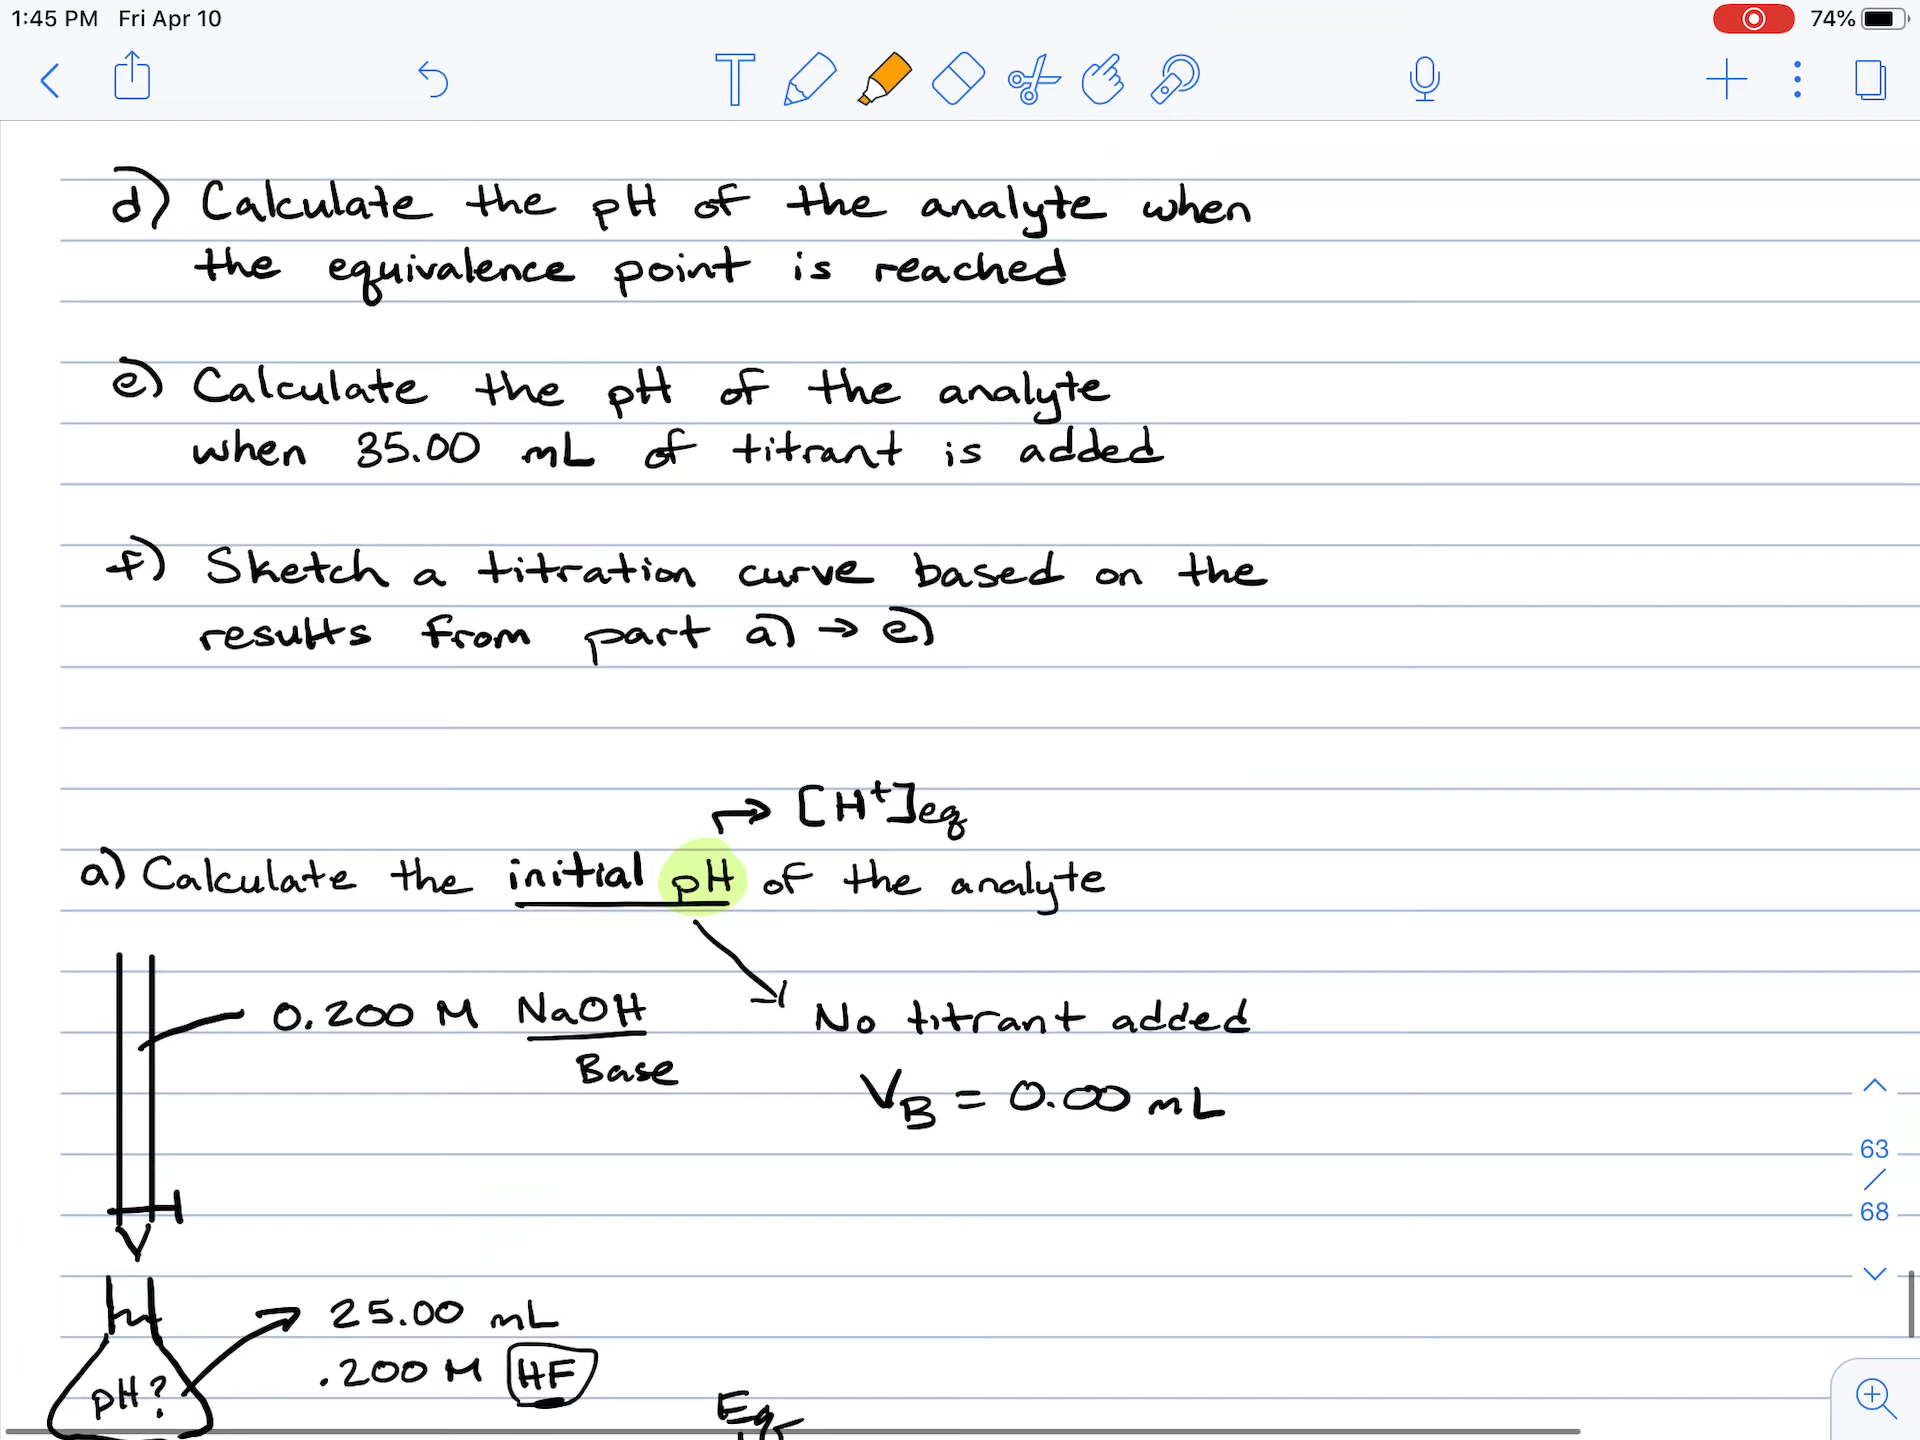 1:45 PM Fri Apr 10
74%
T
d) Calculate the pH of the analyte when
the equivalence point is reached
e) Calculate the pH of the analyte
when 35.00 mL of titrant is added
f) Sketch a titration curve based on the
results from part a) → e)
→ [H⁺]eq
a) Calculate the initial pH of the analyte
0.200 M NaOH
Base
No titrant added
V_B = 0.00 mL
63
/
68
25.00 mL
.200 M HF
pH?